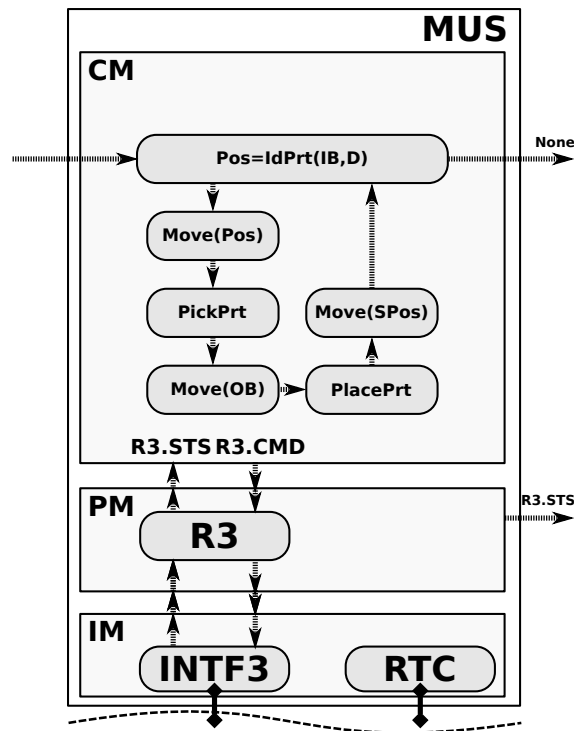 MUS
CM
None
Pos=IdPrt(IB,D)
Move(Pos)
PickPrt
Move(SPos)
Move(OB)
PlacePrt
R3.STS R3.CMD
PM
R3.STS
R3
IM
INTF3
RTC